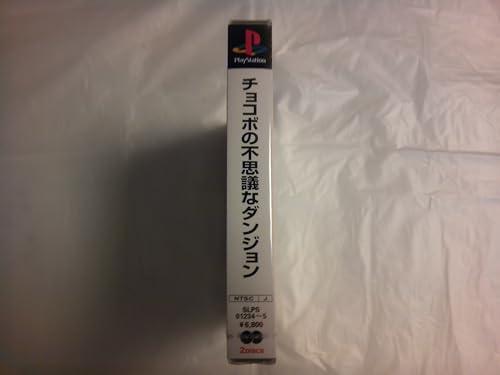 PlayStation
チョコボの不思議なダンジョン
NTSC J
SLPS
01234〜5
¥6,800
2DISCS